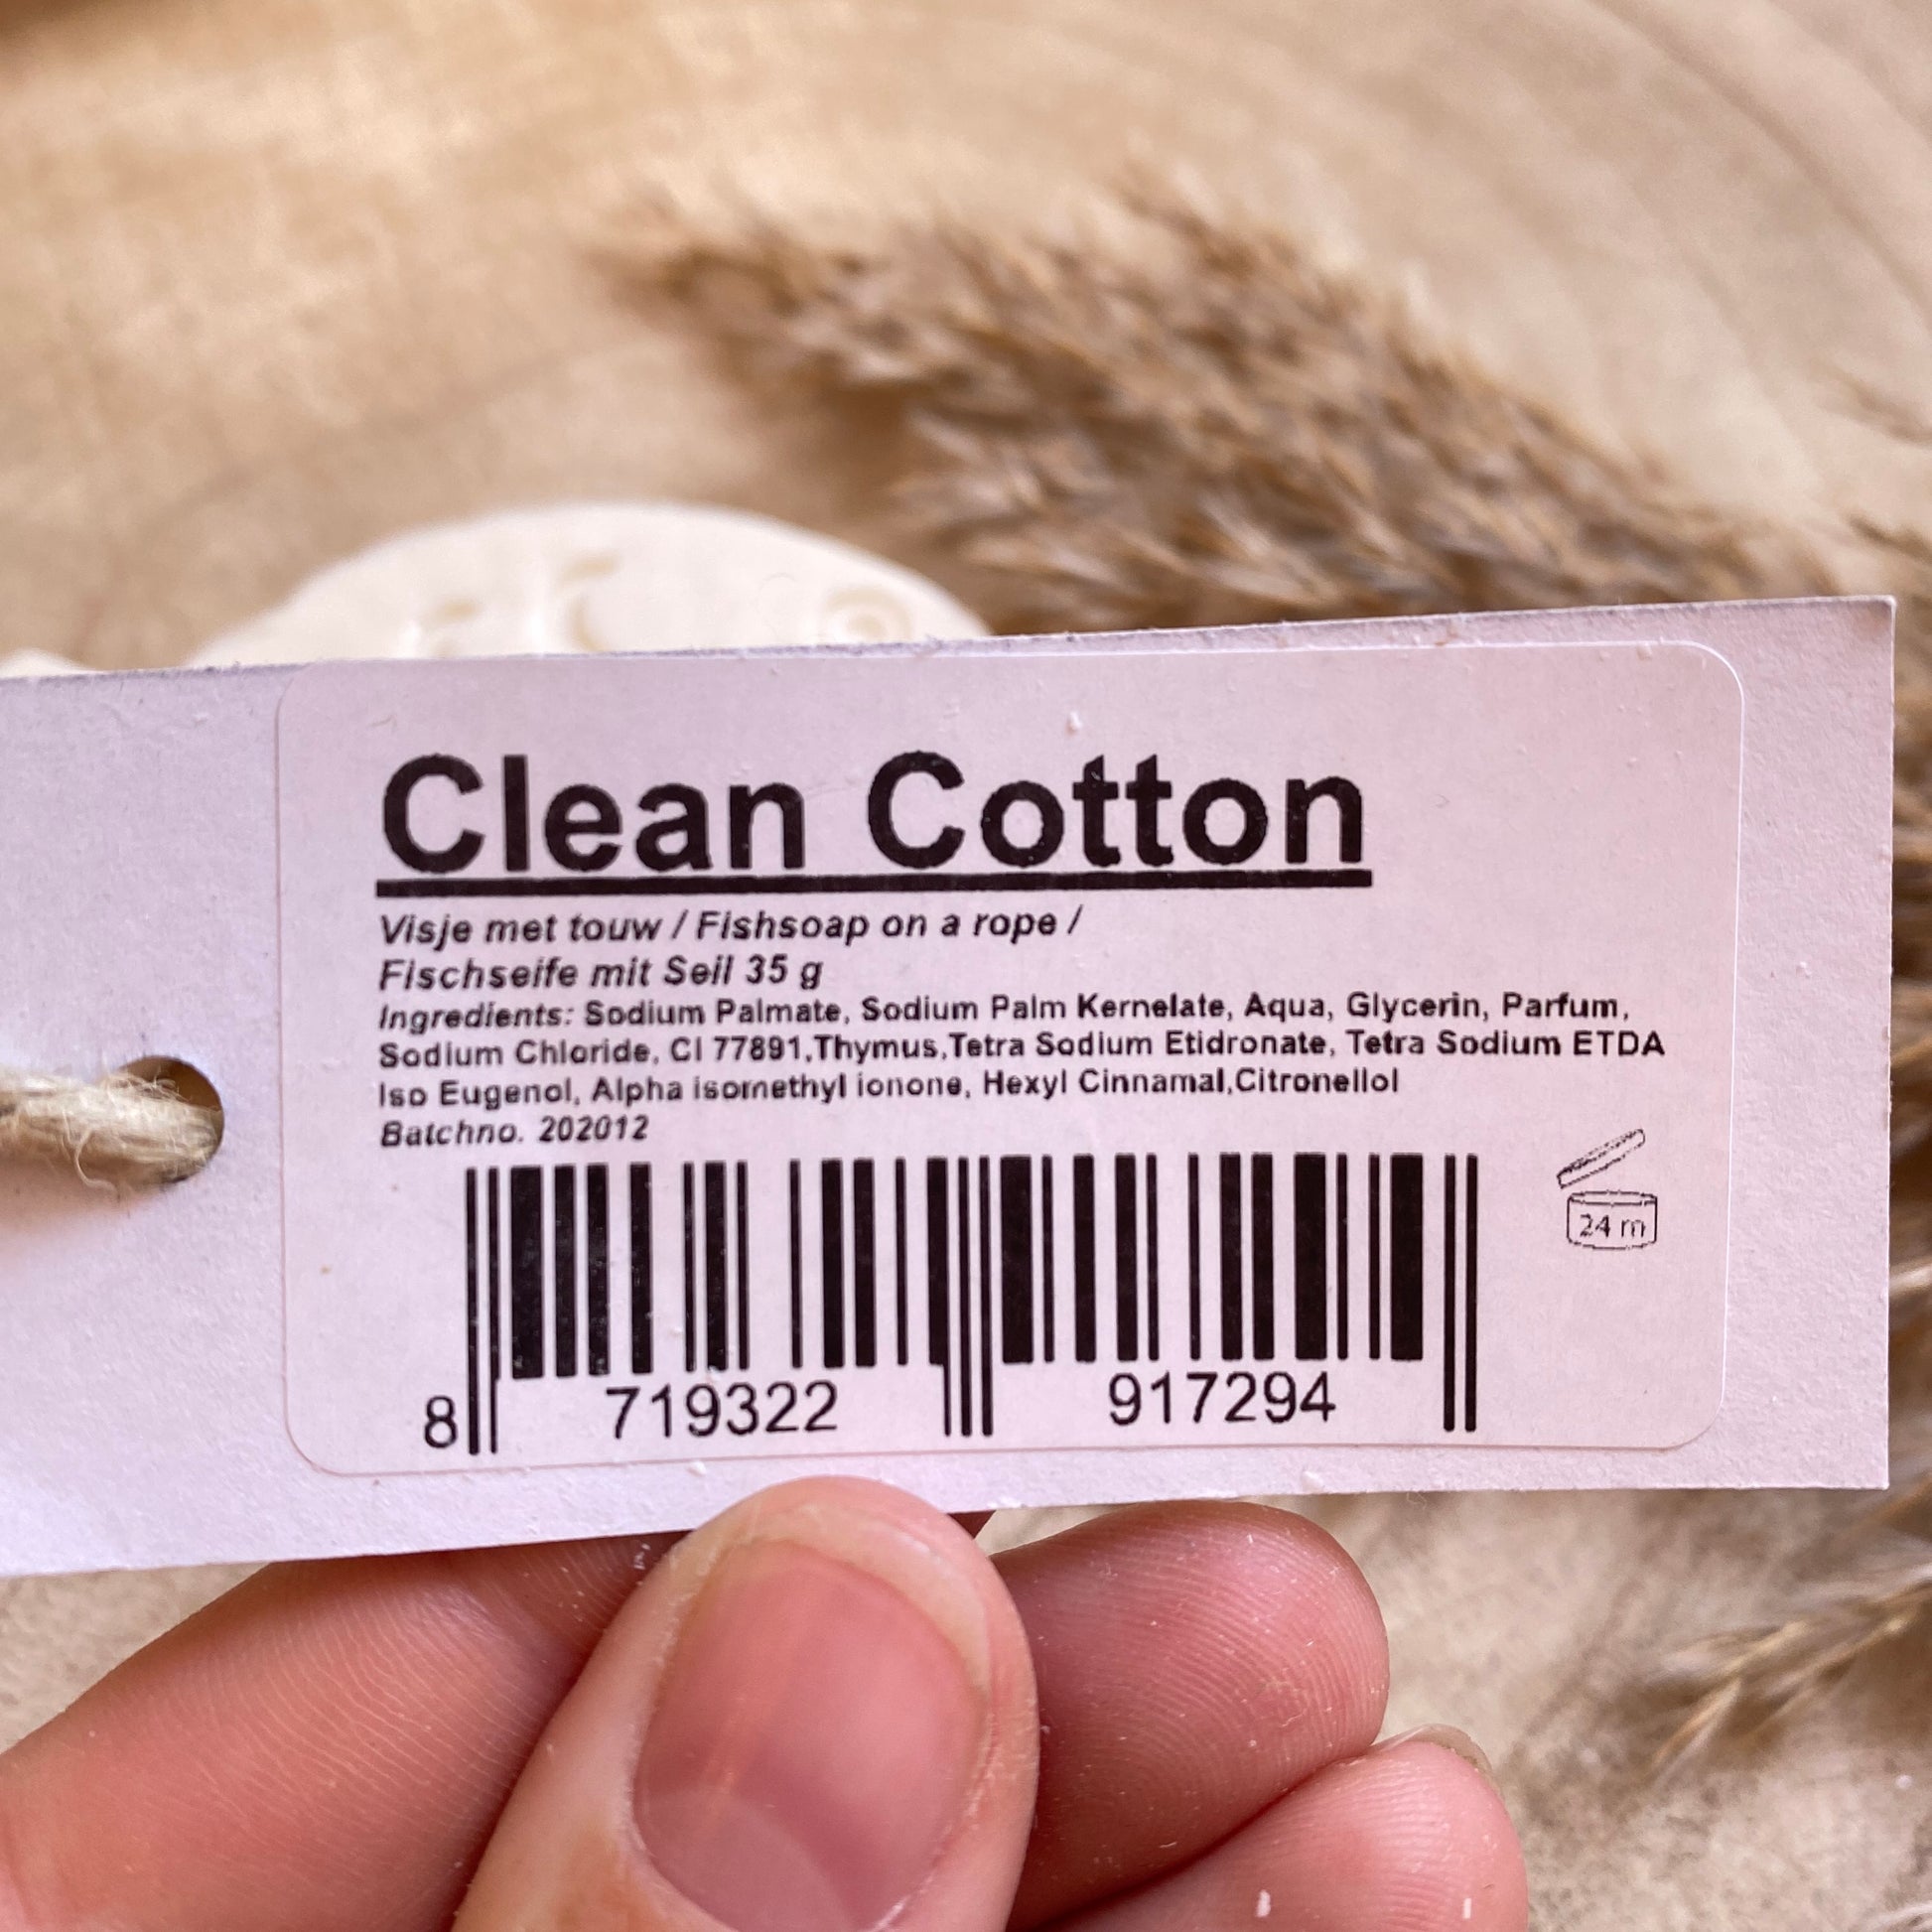 Clean Cotton
Visje met touw / Fishsoap on a rope /
Fischseife mit Seil 35 g
Ingredients: Sodium Palmate, Sodium Palm Kernelate, Aqua, Glycerin, Parfum,
Sodium Chloride, CI 77891,Thymus,Tetra Sodium Etidronate, Tetra Sodium ETDA
Iso Eugenol, Alpha isomethyl ionone, Hexyl Cinnamal,Citronellol
Batchno. 202012
24 m
8 719322 917294